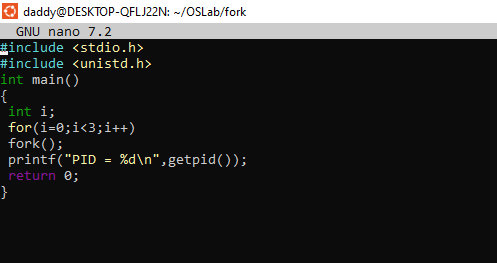 daddy@DESKTOP-QFLJ22N: ~/OSLab/fork
GNU nano 7.2
#include <stdio.h>
#include <unistd.h>
int main()
{
 int i;
 for(i=0;i<3;i++)
 fork();
 printf("PID = %d\n",getpid());
 return 0;
}